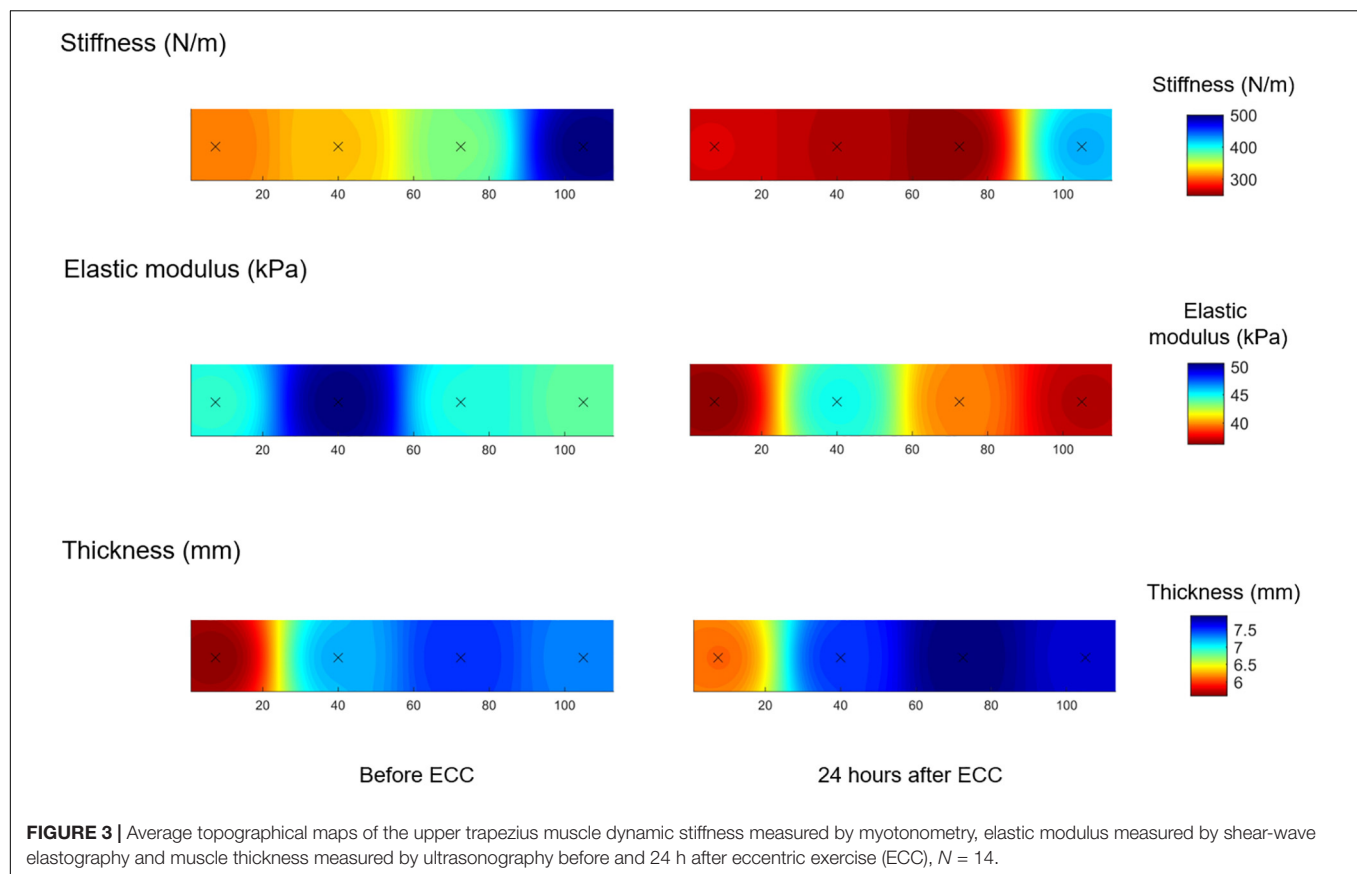 Stiffness (N/m)
Stiffness (N/m)
500
400
300
20 40 60 80 100
20 40 60 80 100
Elastic modulus (kPa)
Elastic
modulus (kPa)
50
45
40
20 40 60 80 100
20 40 60 80 100
Thickness (mm)
Thickness (mm)
7.5
7
6.5
6
20 40 60 80 100
20 40 60 80 100
Before ECC
24 hours after ECC
FIGURE 3 | Average topographical maps of the upper trapezius muscle dynamic stiffness measured by myotonometry, elastic modulus measured by shear-wave
elastography and muscle thickness measured by ultrasonography before and 24 h after eccentric exercise (ECC), N = 14.